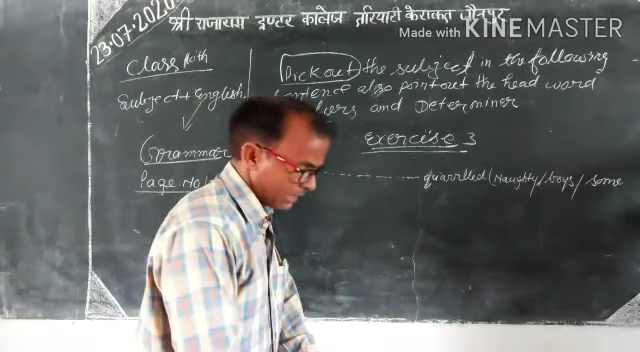 23.07.2020
श्री राजाराम इण्टर कालेज तरियारी केराकत जौनपुर
Made with KINEMASTER
Class 10th
Subject English
Grammar
Page. No
Pick out the subject in the following
also point out the head word
and Determiner
Exercise 3
quarrelled (Naughty/boys/some